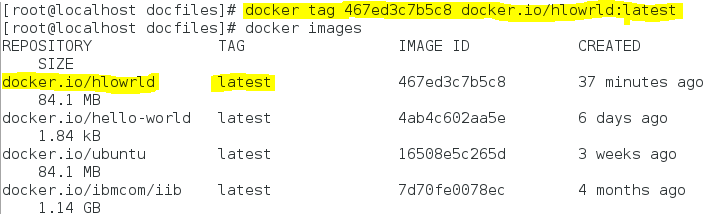 [root@localhost docfiles]# docker tag 467ed3c7b5c8 docker.io/hlowrld:latest
[root@localhost docfiles]# docker images
REPOSITORY TAG IMAGE ID CREATED
SIZE
docker.io/hlowrld latest 467ed3c7b5c8 37 minutes ago
84.1 MB
docker.io/hello-world latest 4ab4c602aa5e 6 days ago
1.84 kB
docker.io/ubuntu latest 16508e5c265d 3 weeks ago
84.1 MB
docker.io/ibmcom/iib latest 7d70fe0078ec 4 months ago
1.14 GB